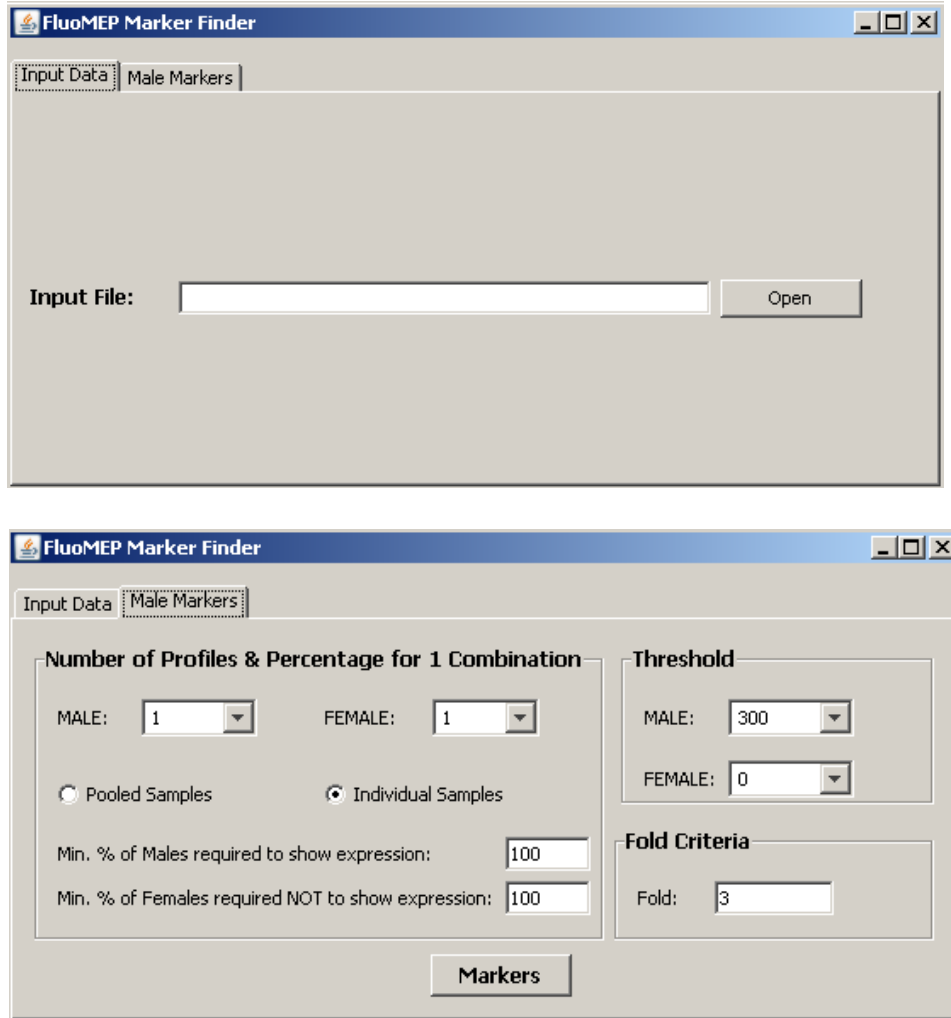 FluoMEP Marker Finder
Input Data Male Markers
Input File: Open
FluoMEP Marker Finder
Input Data Male Markers
Number of Profiles & Percentage for 1 Combination Threshold
MALE: 1 FEMALE: 1 MALE: 300
FEMALE: 0
Pooled Samples Individual Samples
Fold Criteria
Min. % of Males required to show expression: 100
Min. % of Females required NOT to show expression: 100 Fold: 3
Markers